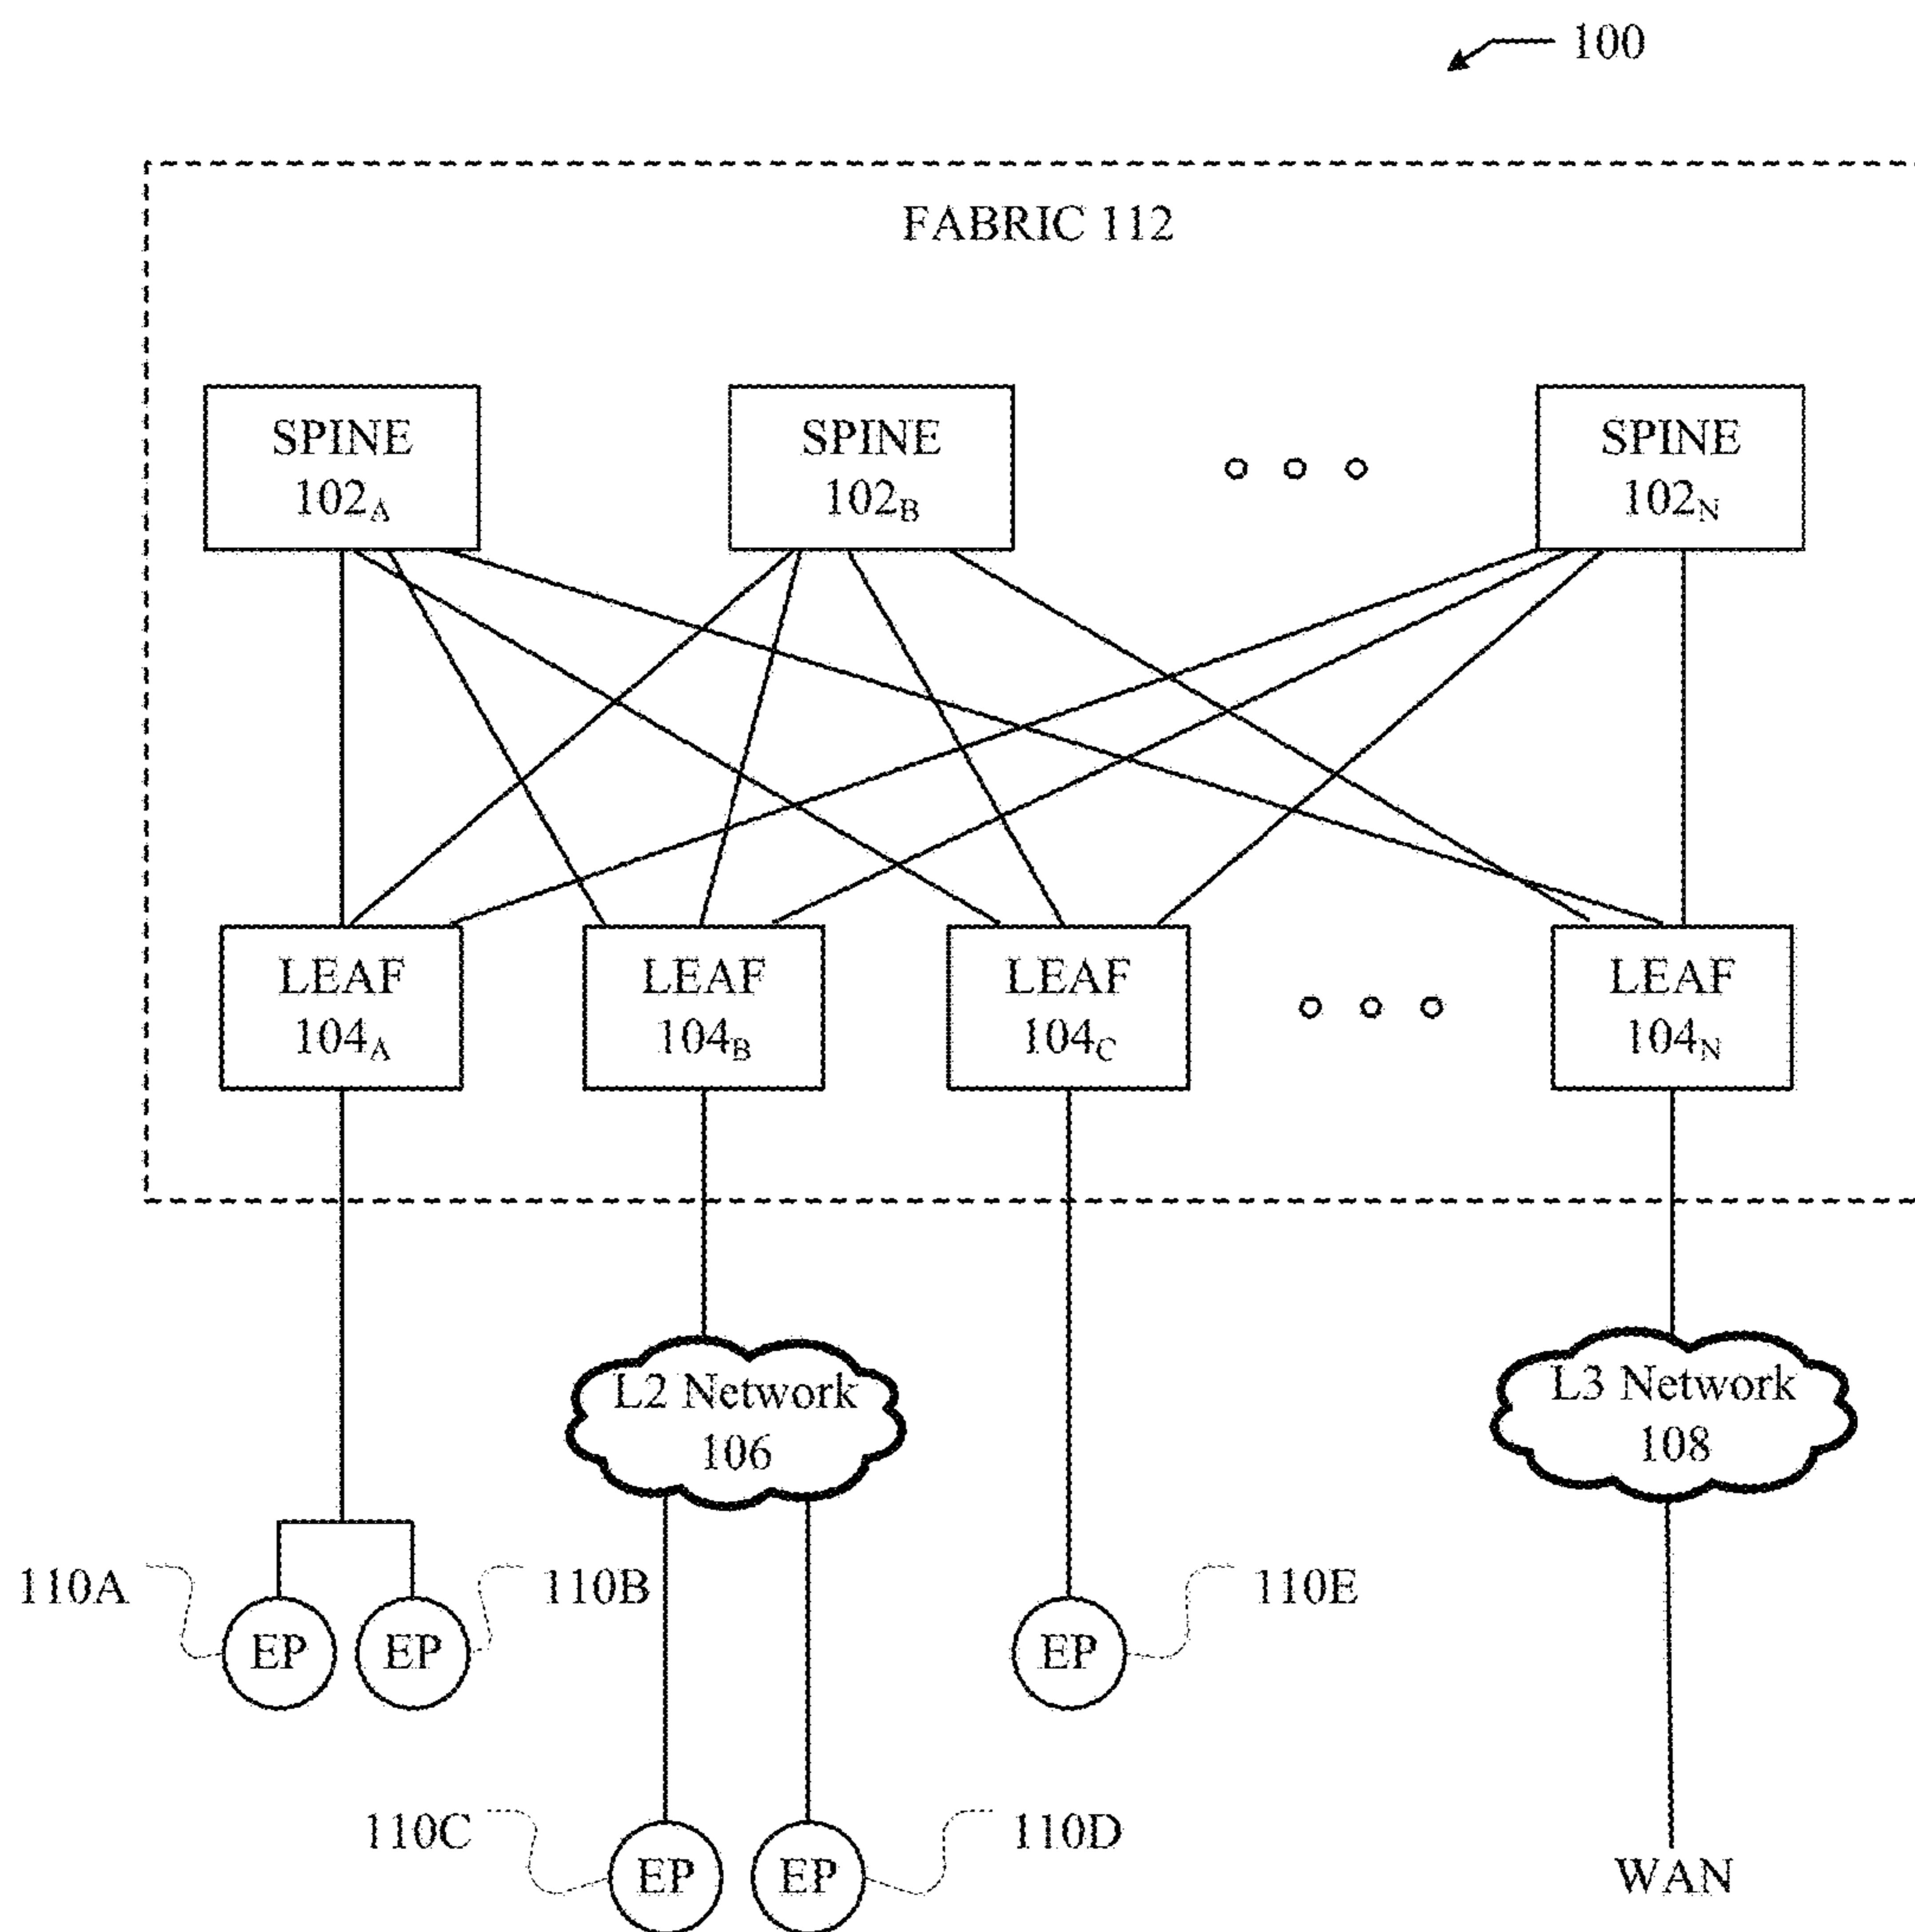 100
FABRIC 112
SPINE
102A
SPINE
102B
SPINE
102N
LEAF
104A
LEAF
104B
LEAF
104C
LEAF
104N
L2 Network
106
L3 Network
108
110A
EP
EP
110B
EP
110E
110C
EP
EP
110D
WAN